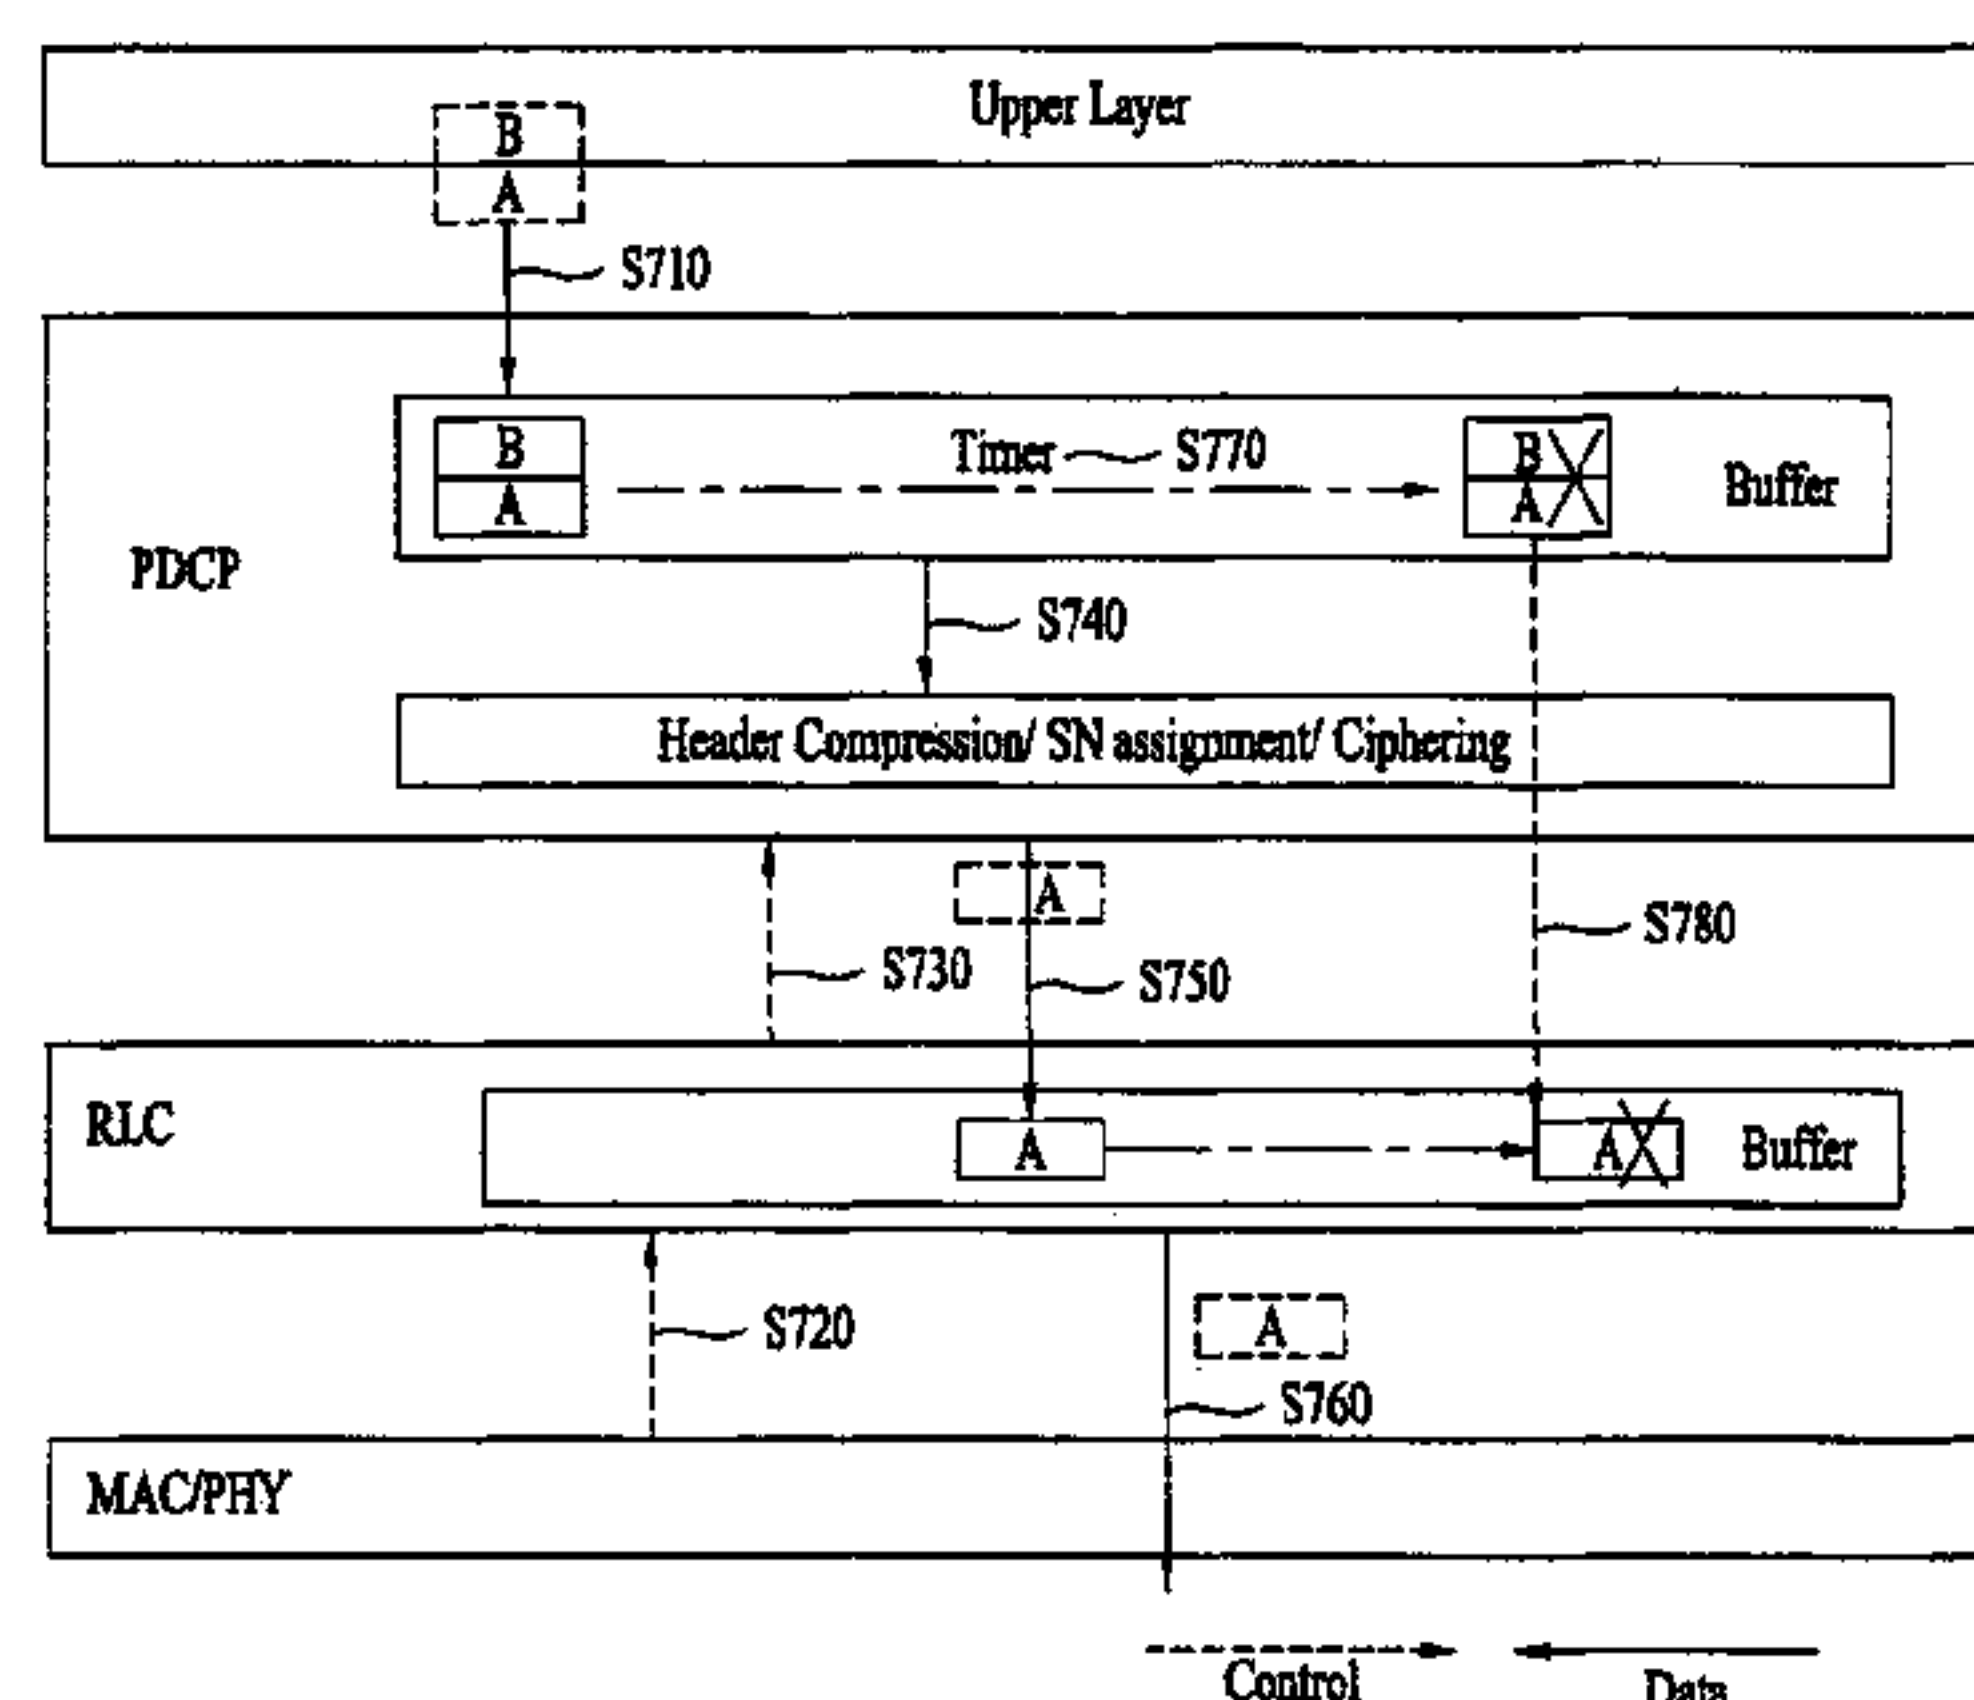 Upper Layer
B
A
S710
B
A
Timer
S770
B
A
Buffer
PDCP
S740
Header Compression/ SN assignment/ Ciphering
A
S730
S750
S780
RLC
A
A
Buffer
S720
A
S760
MAC/PHY
Control
Data